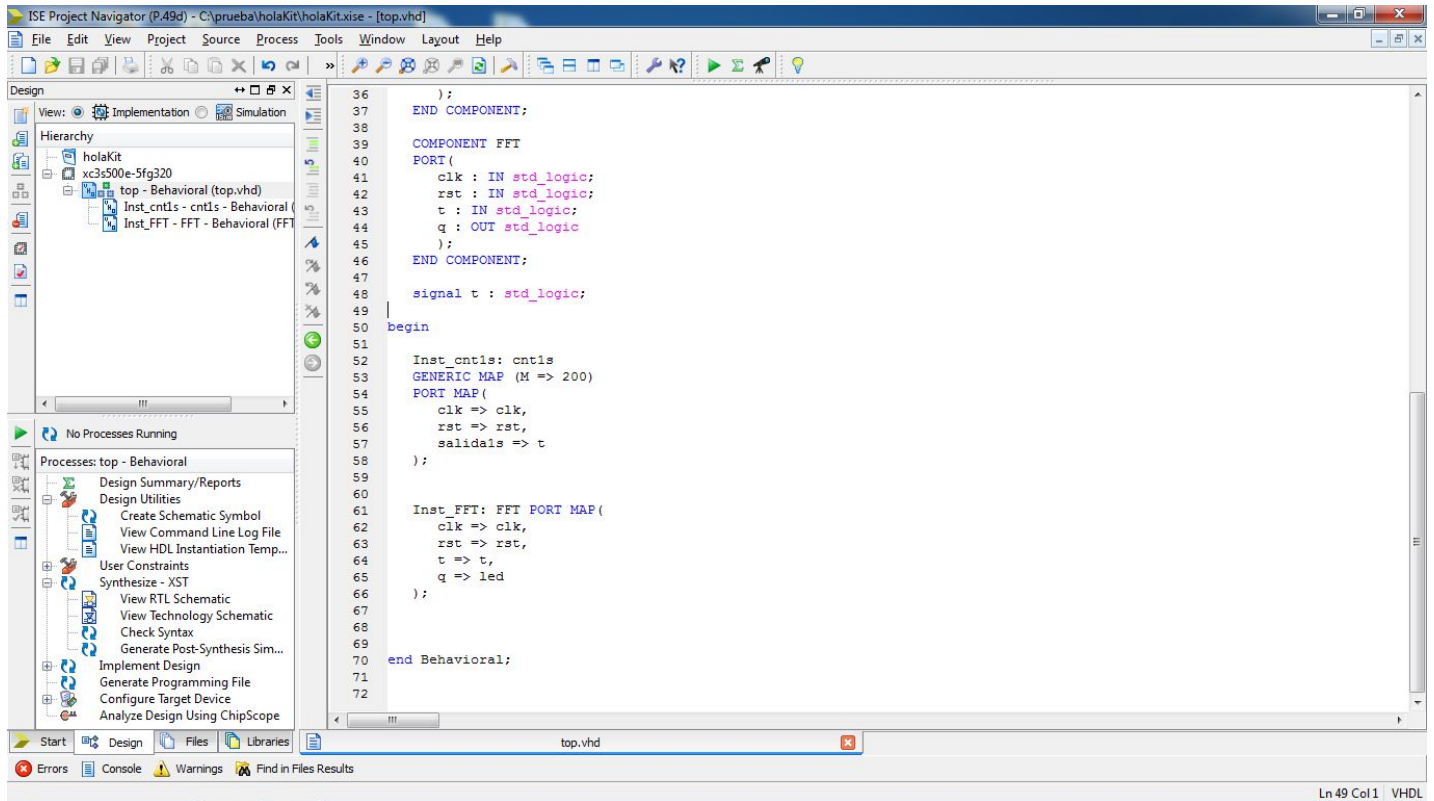 ISE Project Navigator (P.49d) - C:\prueba\holaKit\holaKit.xise - [top.vhd]
File Edit View Project Source Process Tools Window Layout Help
Design
View: Implementation Simulation
Hierarchy
holaKit
xc3s500e-5fg320
top - Behavioral (top.vhd)
Inst_cnt1s - cnt1s - Behavioral (
Inst_FFT - FFT - Behavioral (FFT
No Processes Running
Processes: top - Behavioral
Design Summary/Reports
Design Utilities
Create Schematic Symbol
View Command Line Log File
View HDL Instantiation Temp...
User Constraints
Synthesize - XST
View RTL Schematic
View Technology Schematic
Check Syntax
Generate Post-Synthesis Sim...
Implement Design
Generate Programming File
Configure Target Device
Analyze Design Using ChipScope
Start Design Files Libraries
36 );
37 END COMPONENT;
38
39 COMPONENT FFT
40 PORT(
41 clk : IN std_logic;
42 rst : IN std_logic;
43 t : IN std_logic;
44 q : OUT std_logic
45 );
46 END COMPONENT;
47
48 signal t : std_logic;
49
50 begin
51
52 Inst_cnt1s: cnt1s
53 GENERIC MAP (M => 200)
54 PORT MAP(
55 clk => clk,
56 rst => rst,
57 salida1s => t
58 );
59
60
61 Inst_FFT: FFT PORT MAP(
62 clk => clk,
63 rst => rst,
64 t => t,
65 q => led
66 );
67
68
69
70 end Behavioral;
71
72
top.vhd
Errors Console Warnings Find in Files Results
Ln 49 Col 1 VHDL